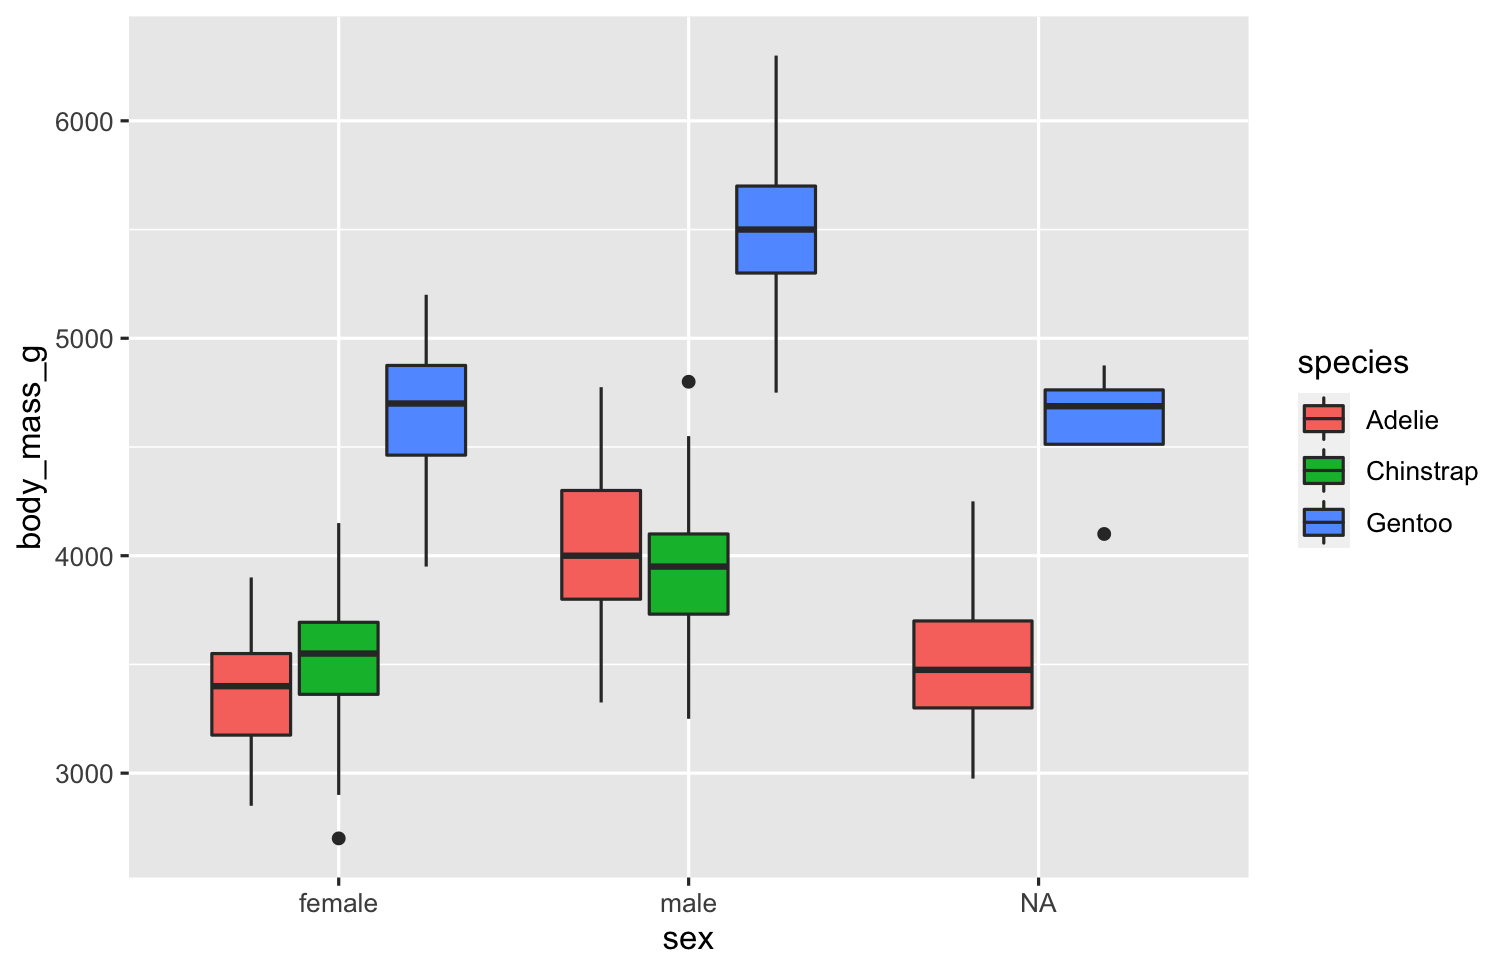 6000
5000
4000
3000
body_mass_g
female
male
NA
sex
species
Adelie
Chinstrap
Gentoo